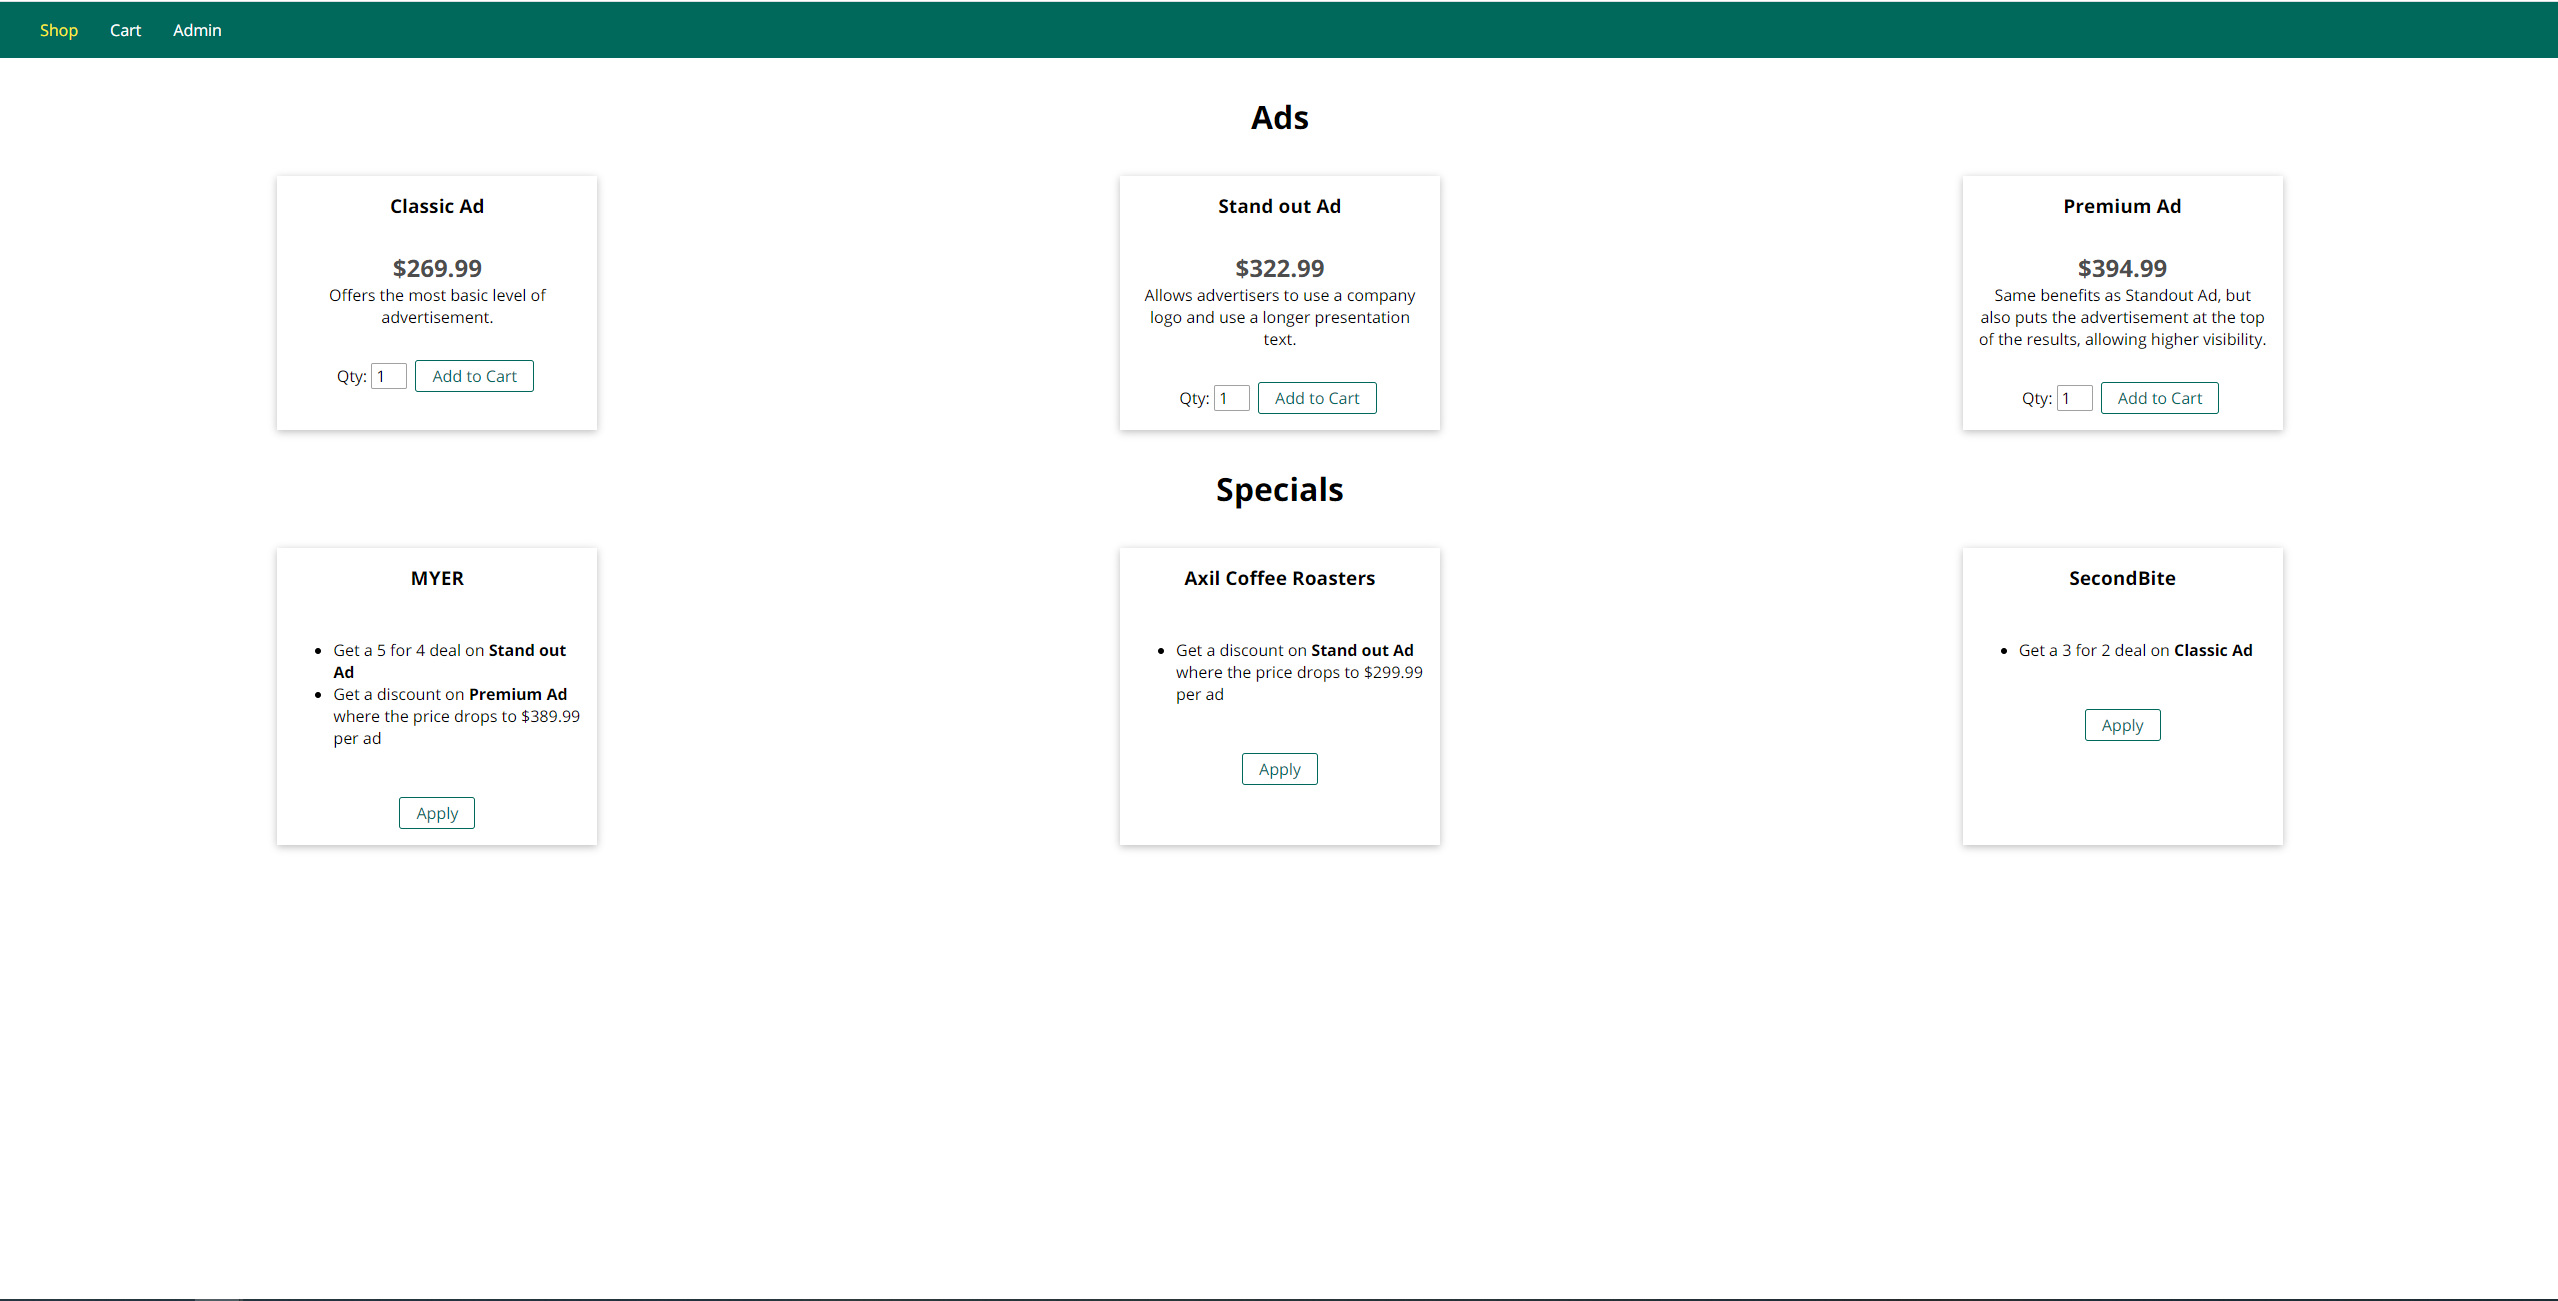 Shop Cart Admin
Ads
Classic Ad
$269.99
Offers the most basic level of
advertisement.
Qty: 1 Add to Cart
Stand out Ad
$322.99
Allows advertisers to use a company
logo and use a longer presentation
text.
Qty: 1 Add to Cart
Premium Ad
$394.99
Same benefits as Standout Ad, but
also puts the advertisement at the top
of the results, allowing higher visibility.
Qty: 1 Add to Cart
Specials
MYER
• Get a 5 for 4 deal on Stand out
Ad
• Get a discount on Premium Ad
where the price drops to $389.99
per ad
Apply
Axil Coffee Roasters
• Get a discount on Stand out Ad
where the price drops to $299.99
per ad
Apply
SecondBite
• Get a 3 for 2 deal on Classic Ad
Apply